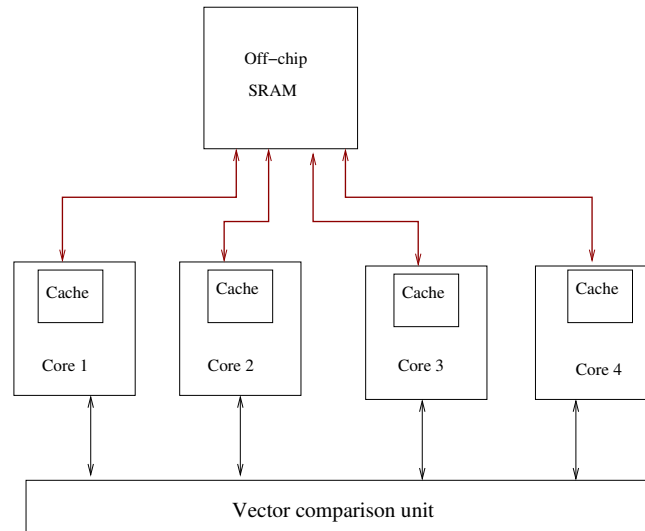 Off−chip
SRAM
Cache
Cache
Cache
Cache
Core 1
Core 2
Core 3
Core 4
Vector comparison unit